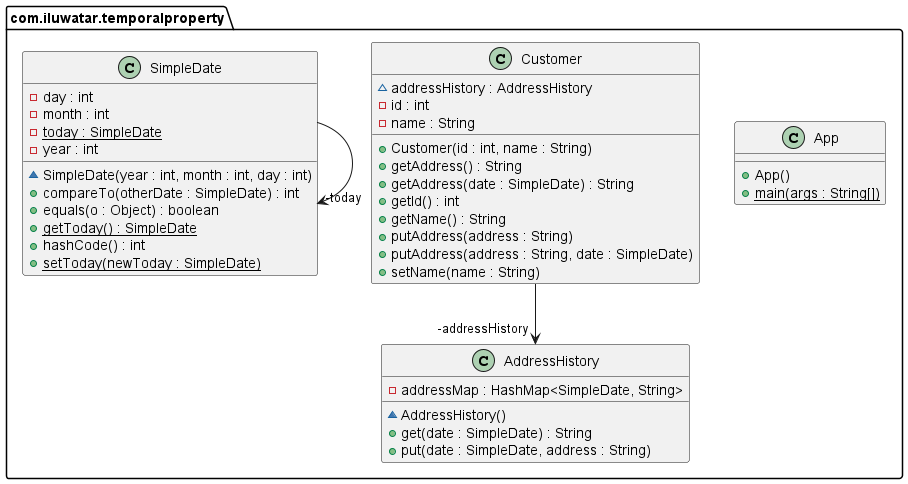 com.iluwatar.temporalproperty
C SimpleDate
day : int
month : int
today : SimpleDate
year : int
SimpleDate(year : int, month : int, day : int)
compareTo(otherDate : SimpleDate) : int
equals(o : Object) : boolean
getToday() : SimpleDate
hashCode() : int
setToday(newToday : SimpleDate)
-today
C Customer
addressHistory : AddressHistory
id : int
name : String
Customer(id : int, name : String)
getAddress() : String
getAddress(date : SimpleDate) : String
getId() : int
getName() : String
putAddress(address : String)
putAddress(address : String, date : SimpleDate)
setName(name : String)
C App
App()
main(args : String[])
-addressHistory
C AddressHistory
addressMap : HashMap<SimpleDate, String>
AddressHistory()
get(date : SimpleDate) : String
put(date : SimpleDate, address : String)